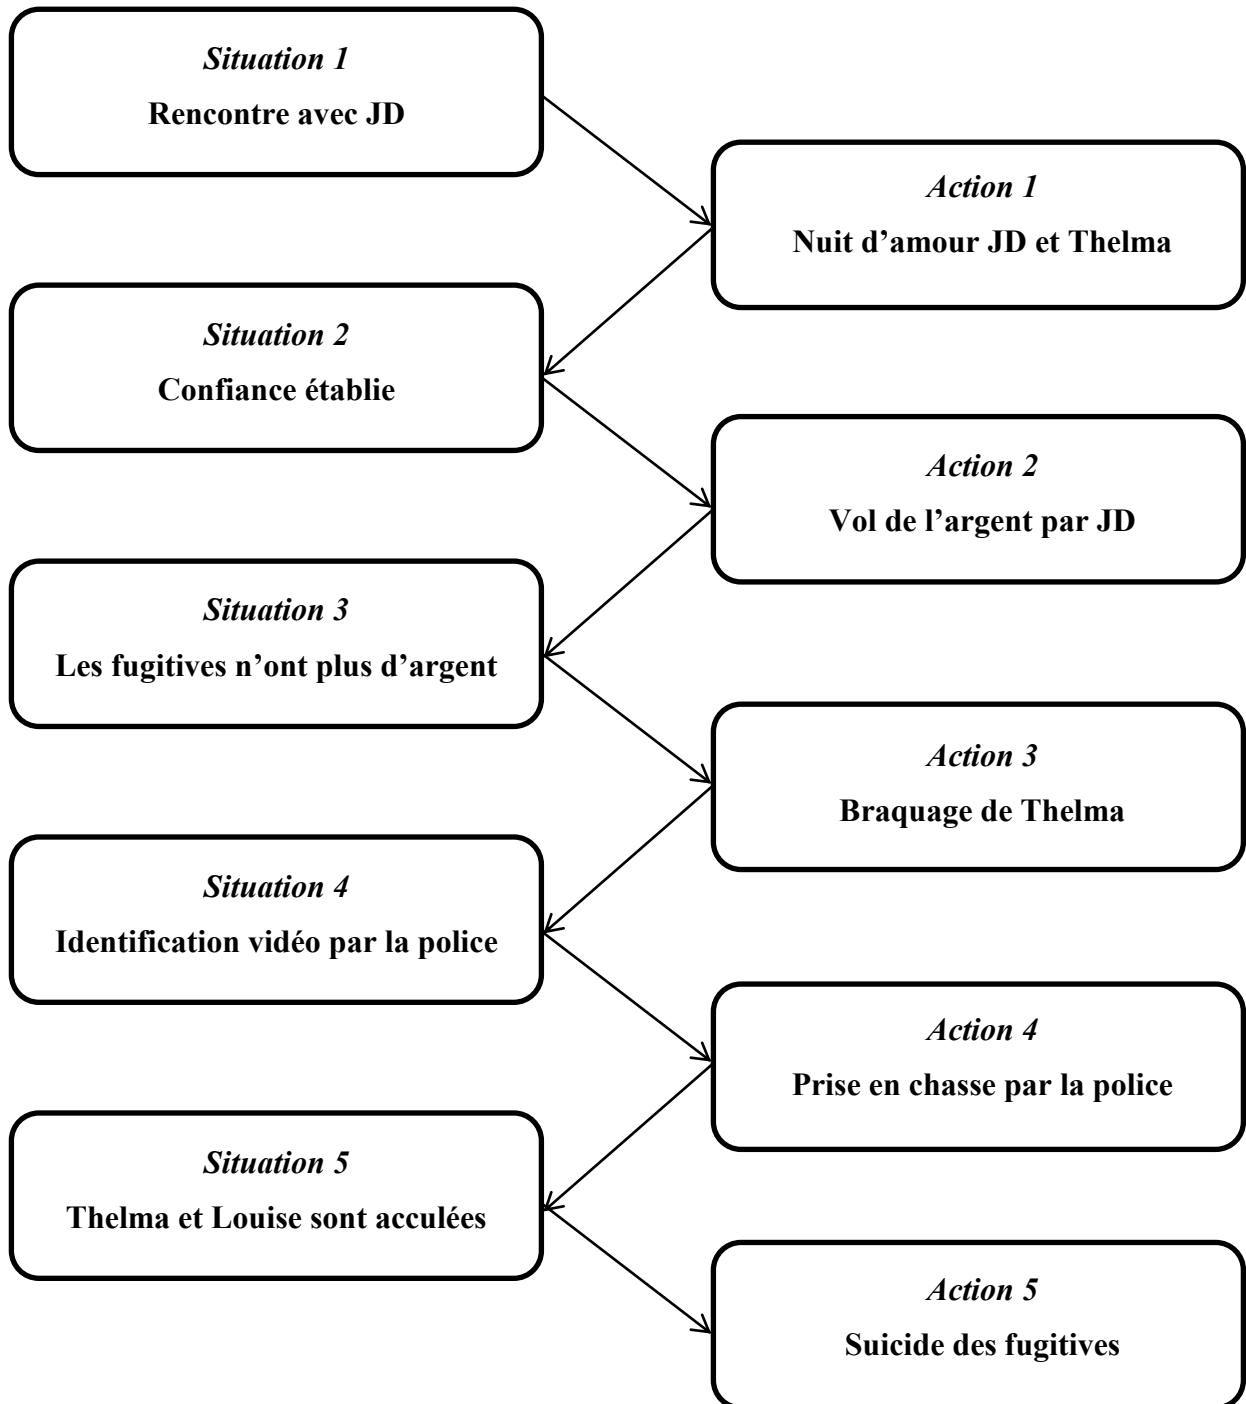 Situation 1
Rencontre avec JD
Action 1
Nuit d’amour JD et Thelma
Situation 2
Confiance établie
Action 2
Vol de l’argent par JD
Situation 3
Les fugitives n’ont plus d’argent
Action 3
Braquage de Thelma
Situation 4
Identification vidéo par la police
Action 4
Prise en chasse par la police
Situation 5
Thelma et Louise sont acculées
Action 5
Suicide des fugitives